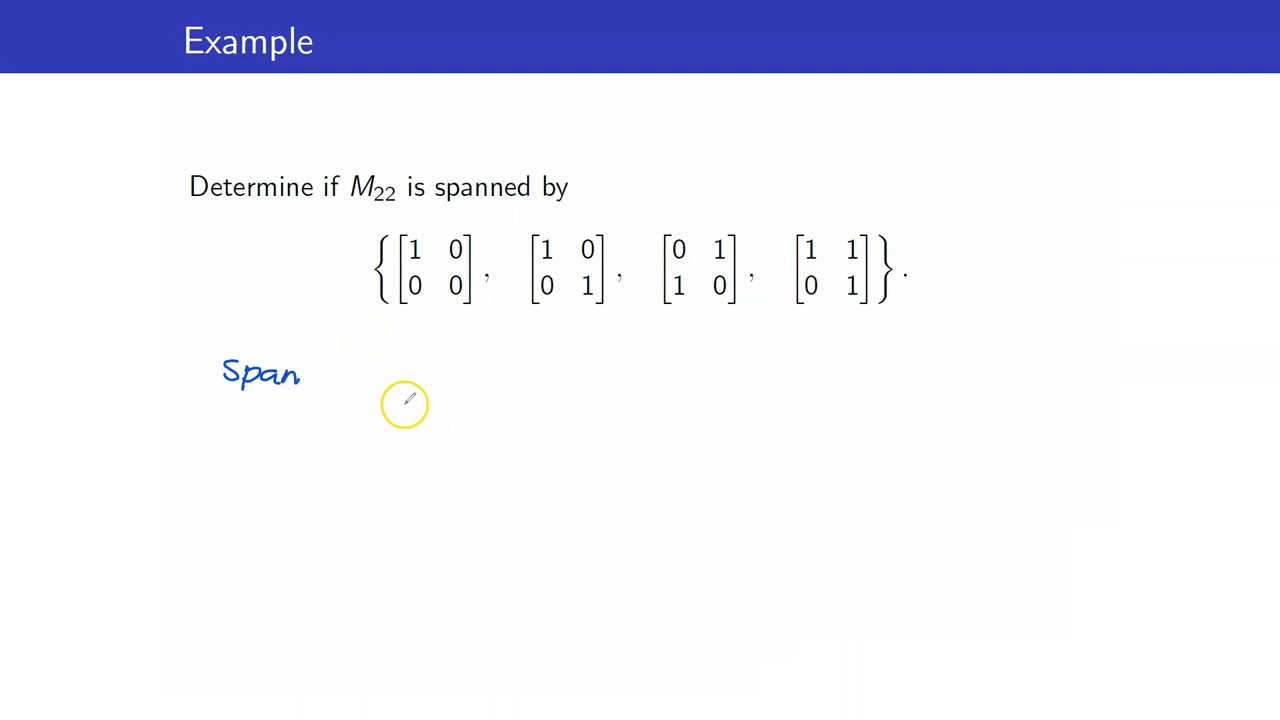 Example
Determine if M₂₂ is spanned by
{[1 0; 0 0], [1 0; 0 1], [0 1; 1 0], [1 1; 0 1]}.
Span